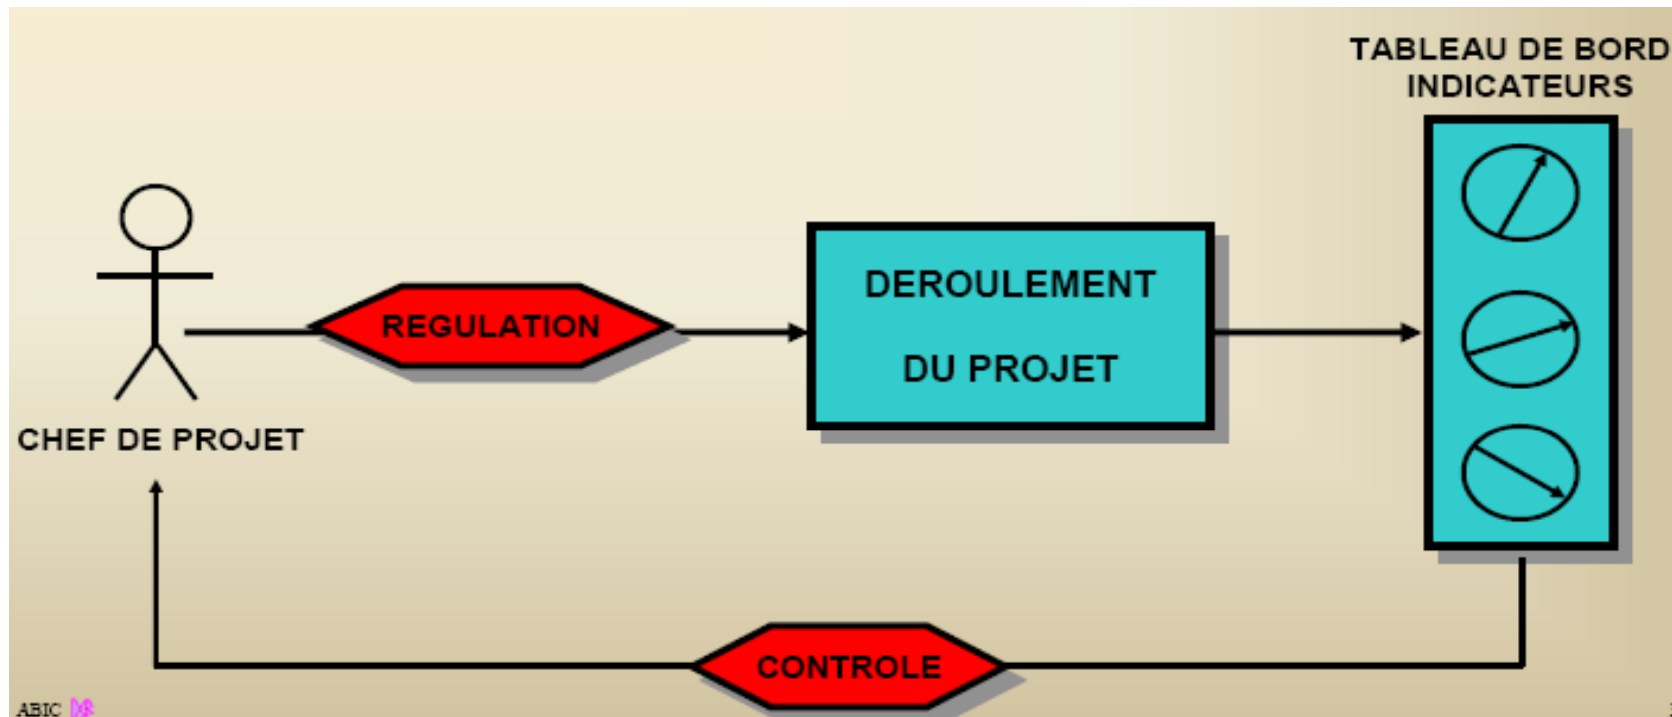 TABLEAU DE BORD
INDICATEURS
REGULATION
DEROULEMENT
DU PROJET
CHEF DE PROJET
CONTROLE
ABIC